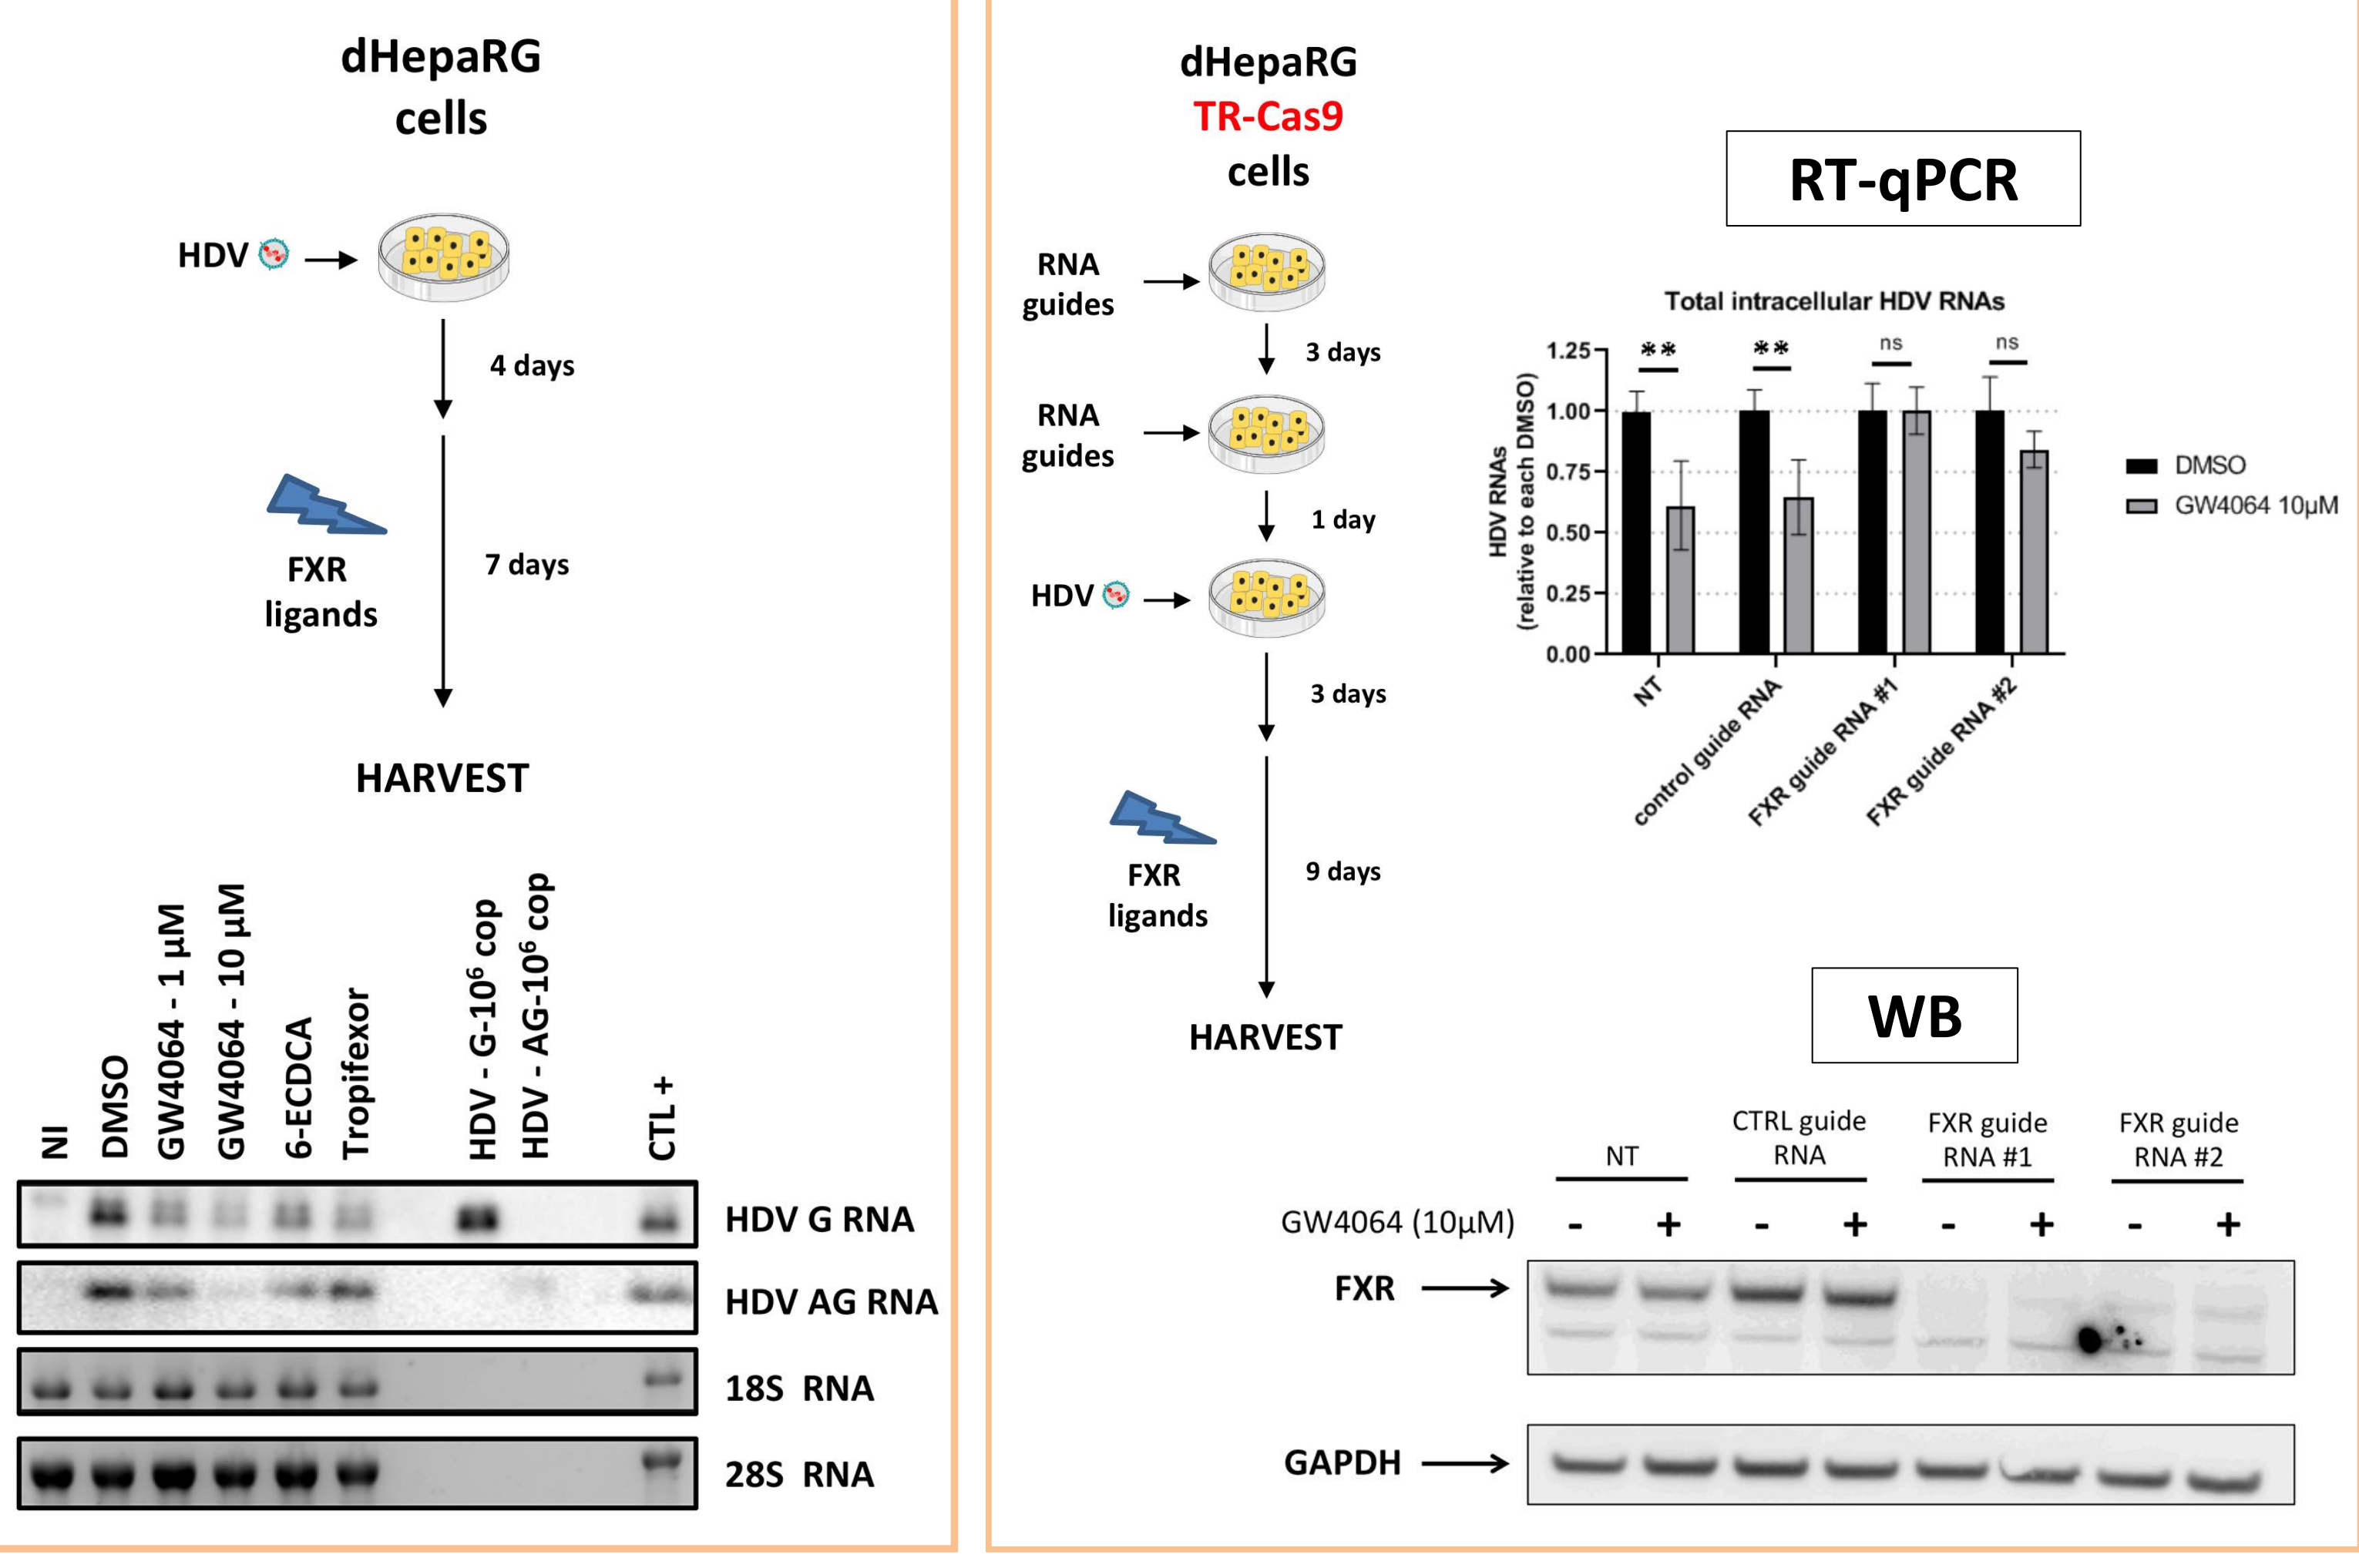 dHepaRG
cells
HDV
4 days
FXR
ligands
7 days
HARVEST
NI
DMSO
GW4064 - 1 µM
GW4064 - 10 µM
6-ECDCA
Tropifexor
HDV - G-10⁶ cop
HDV - AG-10⁶ cop
CTL +
HDV G RNA
HDV AG RNA
18S RNA
28S RNA
dHepaRG
TR-Cas9
cells
RNA
guides
3 days
RNA
guides
1 day
HDV
3 days
FXR
ligands
9 days
HARVEST
RT-qPCR
Total intracellular HDV RNAs
HDV RNAs
(relative to each DMSO)
1.25
1.00
0.75
0.50
0.25
0.00
**
**
ns
ns
NT
control guide RNA
FXR guide RNA #1
FXR guide RNA #2
DMSO
GW4064 10µM
WB
NT
CTRL guide
RNA
FXR guide
RNA #1
FXR guide
RNA #2
GW4064 (10µM) - + - + - + - +
FXR
GAPDH